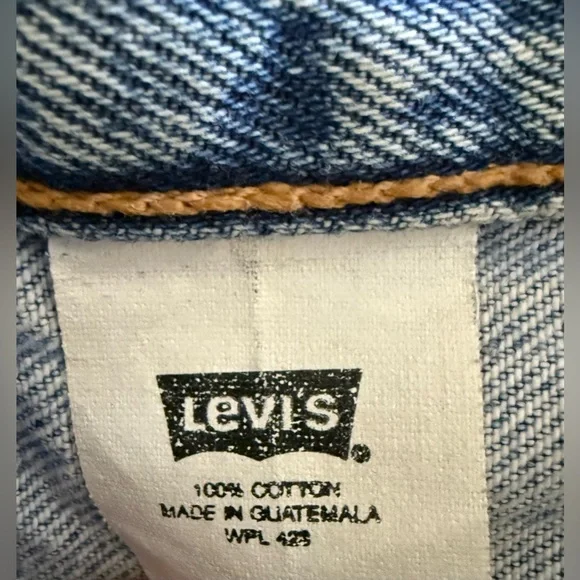 LEVI'S ®
100% COTTON
MADE IN GUATEMALA
WPL 423